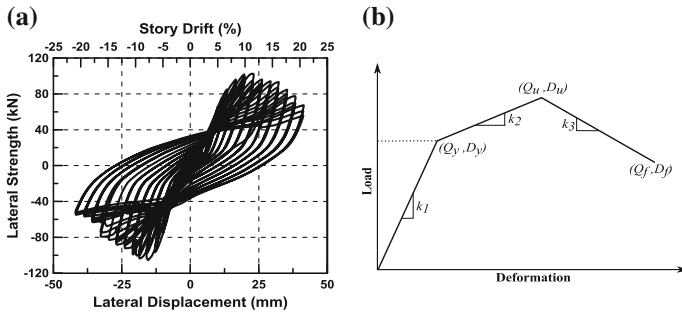 (a)
Story Drift (%)
-25 -20 -15 -10 -5 0 5 10 15 20 25
120
80
40
0
-40
-80
-120
Lateral Strength (kN)
-50 -25 0 25 50
Lateral Displacement (mm)
(b)
(Qu ,Du)
k2
k3
(Qy ,Dy)
(Qf ,Df)
k1
Load
Deformation